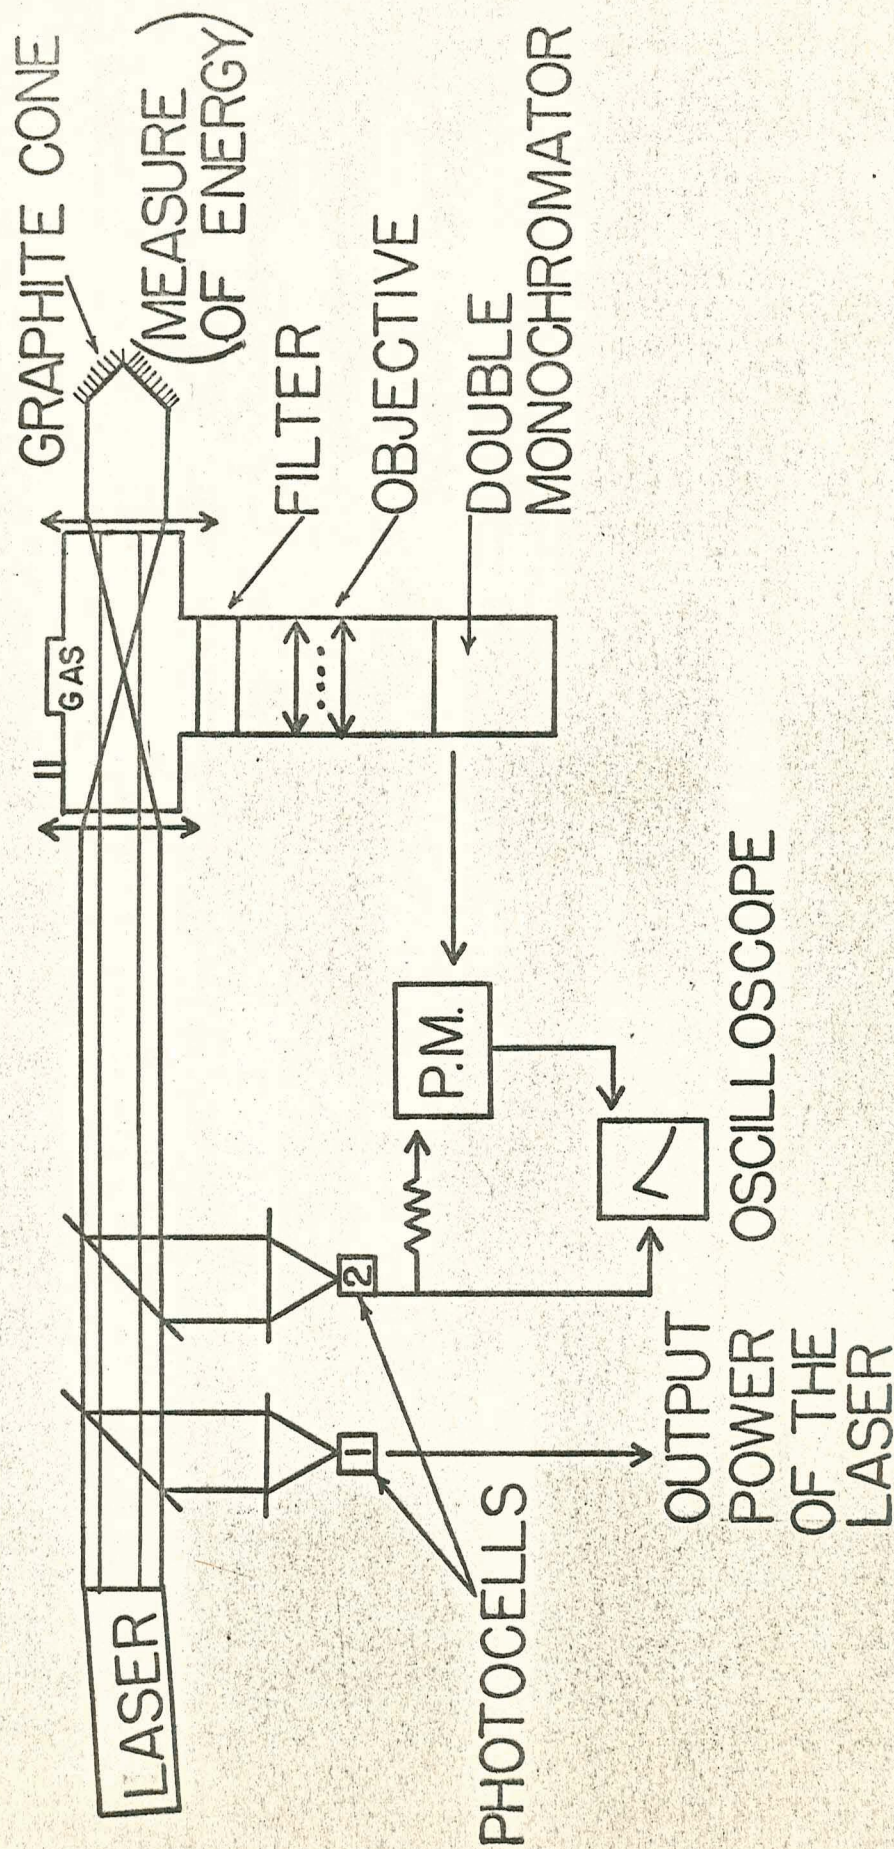 GRAPHITE CONE
(MEASURE
OF ENERGY)
GAS
FILTER
OBJECTIVE
DOUBLE
MONOCHROMATOR
LASER
P.M.
1
2
PHOTOCELLS
OSCILLOSCOPE
OUTPUT
POWER
OF THE
LASER